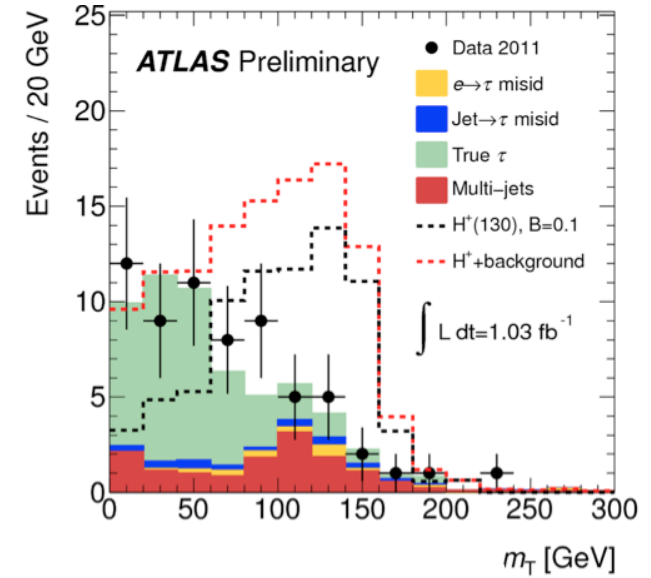 Events / 20 GeV
25
20
15
10
5
0
ATLAS Preliminary
Data 2011
e→τ misid
Jet→τ misid
True τ
Multi-jets
H⁺(130), B=0.1
H⁺+background
∫ L dt=1.03 fb⁻¹
0 50 100 150 200 250 300
m_T [GeV]